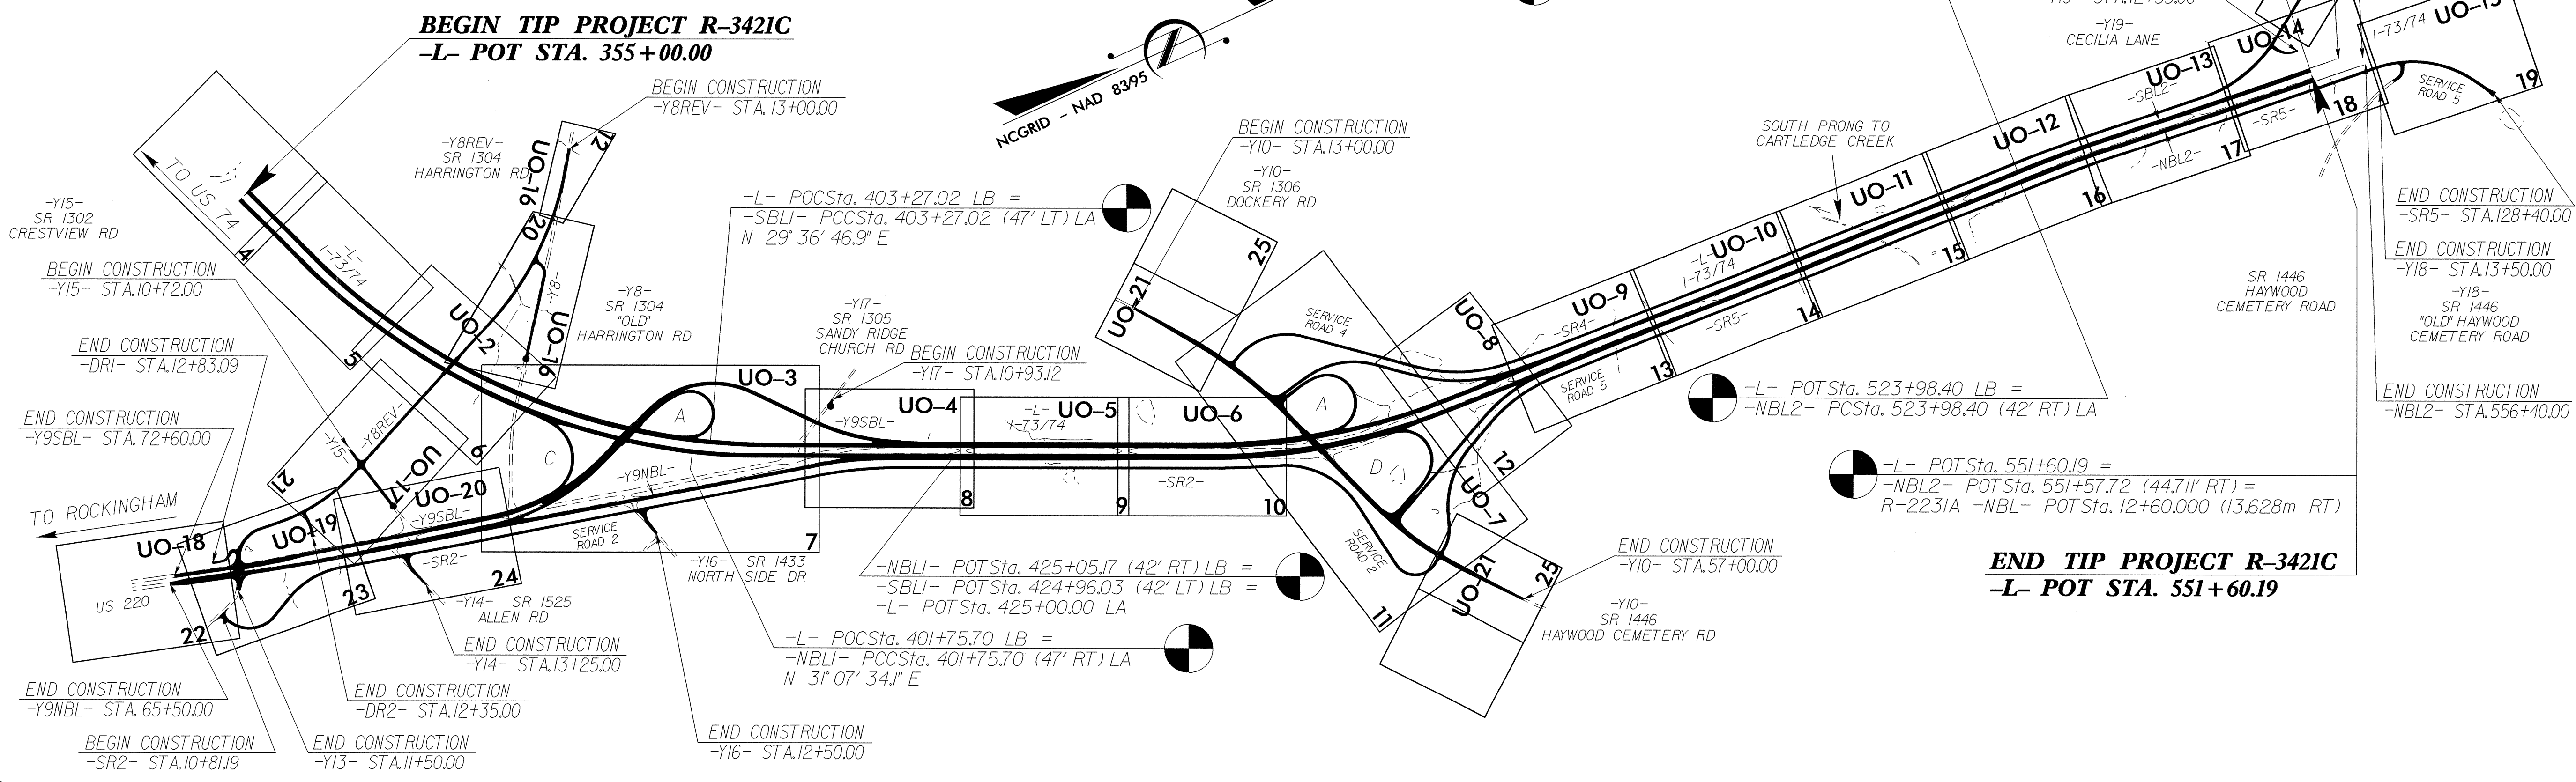 BEGIN TIP PROJECT R-3421C
-L- POT STA. 355+00.00
BEGIN CONSTRUCTION
-Y8REV- STA.13+00.00
NCGRID - NAD 83/95
-Y8REV-
SR 1304
HARRINGTON RD
UO-16
12
20
TO US 74
4
-L-
I-73/74
-Y15-
SR 1302
CRESTVIEW RD
BEGIN CONSTRUCTION
-Y15- STA.10+72.00
END CONSTRUCTION
-DR1- STA.12+83.09
END CONSTRUCTION
-Y9SBL- STA.72+60.00
TO ROCKINGHAM
5
UO-2
-Y8-
UO-16
-Y8-
SR 1304
"OLD"
HARRINGTON RD
-L- POCSta. 403+27.02 LB =
-SBL1- PCCSta. 403+27.02 (47' LT) LA
N 29° 36' 46.9" E
-Y17-
SR 1305
SANDY RIDGE
CHURCH RD
BEGIN CONSTRUCTION
-Y17- STA.10+93.12
BEGIN CONSTRUCTION
-Y10- STA.13+00.00
-Y10-
SR 1306
DOCKERY RD
25
UO-21
-Y8REV-
-Y15-
6
21
UO-17
UO-20
-Y9SBL-
UO-19
UO-18
US 220
22
23
24
-SR2-
UO-3
A
C
-Y9NBL-
SERVICE
ROAD 2
7
UO-4
-Y9SBL-
8
UO-5
-L-
I-73/74
9
UO-6
-SR2-
10
SERVICE
ROAD 4
A
D
UO-8
12
UO-7
SERVICE
ROAD 2
11
UO-21
25
SERVICE
ROAD 5
UO-9
-SR4-
13
UO-10
-L-
I-73/74
-SR5-
14
SOUTH PRONG TO
CARTLEDGE CREEK
UO-11
15
UO-12
16
UO-13
-SBL2-
-NBL2-
17
-Y19-
CECILIA LANE
UO-14
-SR5-
18
I-73/74
SERVICE
ROAD 5
19
END CONSTRUCTION
-SR5- STA.128+40.00
END CONSTRUCTION
-Y18- STA.13+50.00
-Y18-
SR 1446
"OLD" HAYWOOD
CEMETERY ROAD
SR 1446
HAYWOOD
CEMETERY ROAD
END CONSTRUCTION
-NBL2- STA.556+40.00
-L- POTSta. 523+98.40 LB =
-NBL2- PCSta. 523+98.40 (42' RT) LA
-L- POTSta. 551+60.19 =
-NBL2- POTSta. 551+57.72 (44.711' RT) =
R-2231A -NBL- POTSta. 12+60.000 (13.628m RT)
END TIP PROJECT R-3421C
-L- POT STA. 551+60.19
END CONSTRUCTION
-Y10- STA.57+00.00
-Y10-
SR 1446
HAYWOOD CEMETERY RD
-Y16- SR 1433
NORTH SIDE DR
-Y14- SR 1525
ALLEN RD
END CONSTRUCTION
-Y14- STA.13+25.00
-NBL1- POTSta. 425+05.17 (42' RT) LB =
-SBL1- POTSta. 424+96.03 (42' LT) LB =
-L- POTSta. 425+00.00 LA
-L- POCSta. 401+75.70 LB =
-NBL1- PCCSta. 401+75.70 (47' RT) LA
N 31° 07' 34.1" E
END CONSTRUCTION
-Y9NBL- STA.65+50.00
END CONSTRUCTION
-DR2- STA.12+35.00
BEGIN CONSTRUCTION
-SR2- STA.10+81.19
END CONSTRUCTION
-Y13- STA.11+50.00
END CONSTRUCTION
-Y16- STA.12+50.00